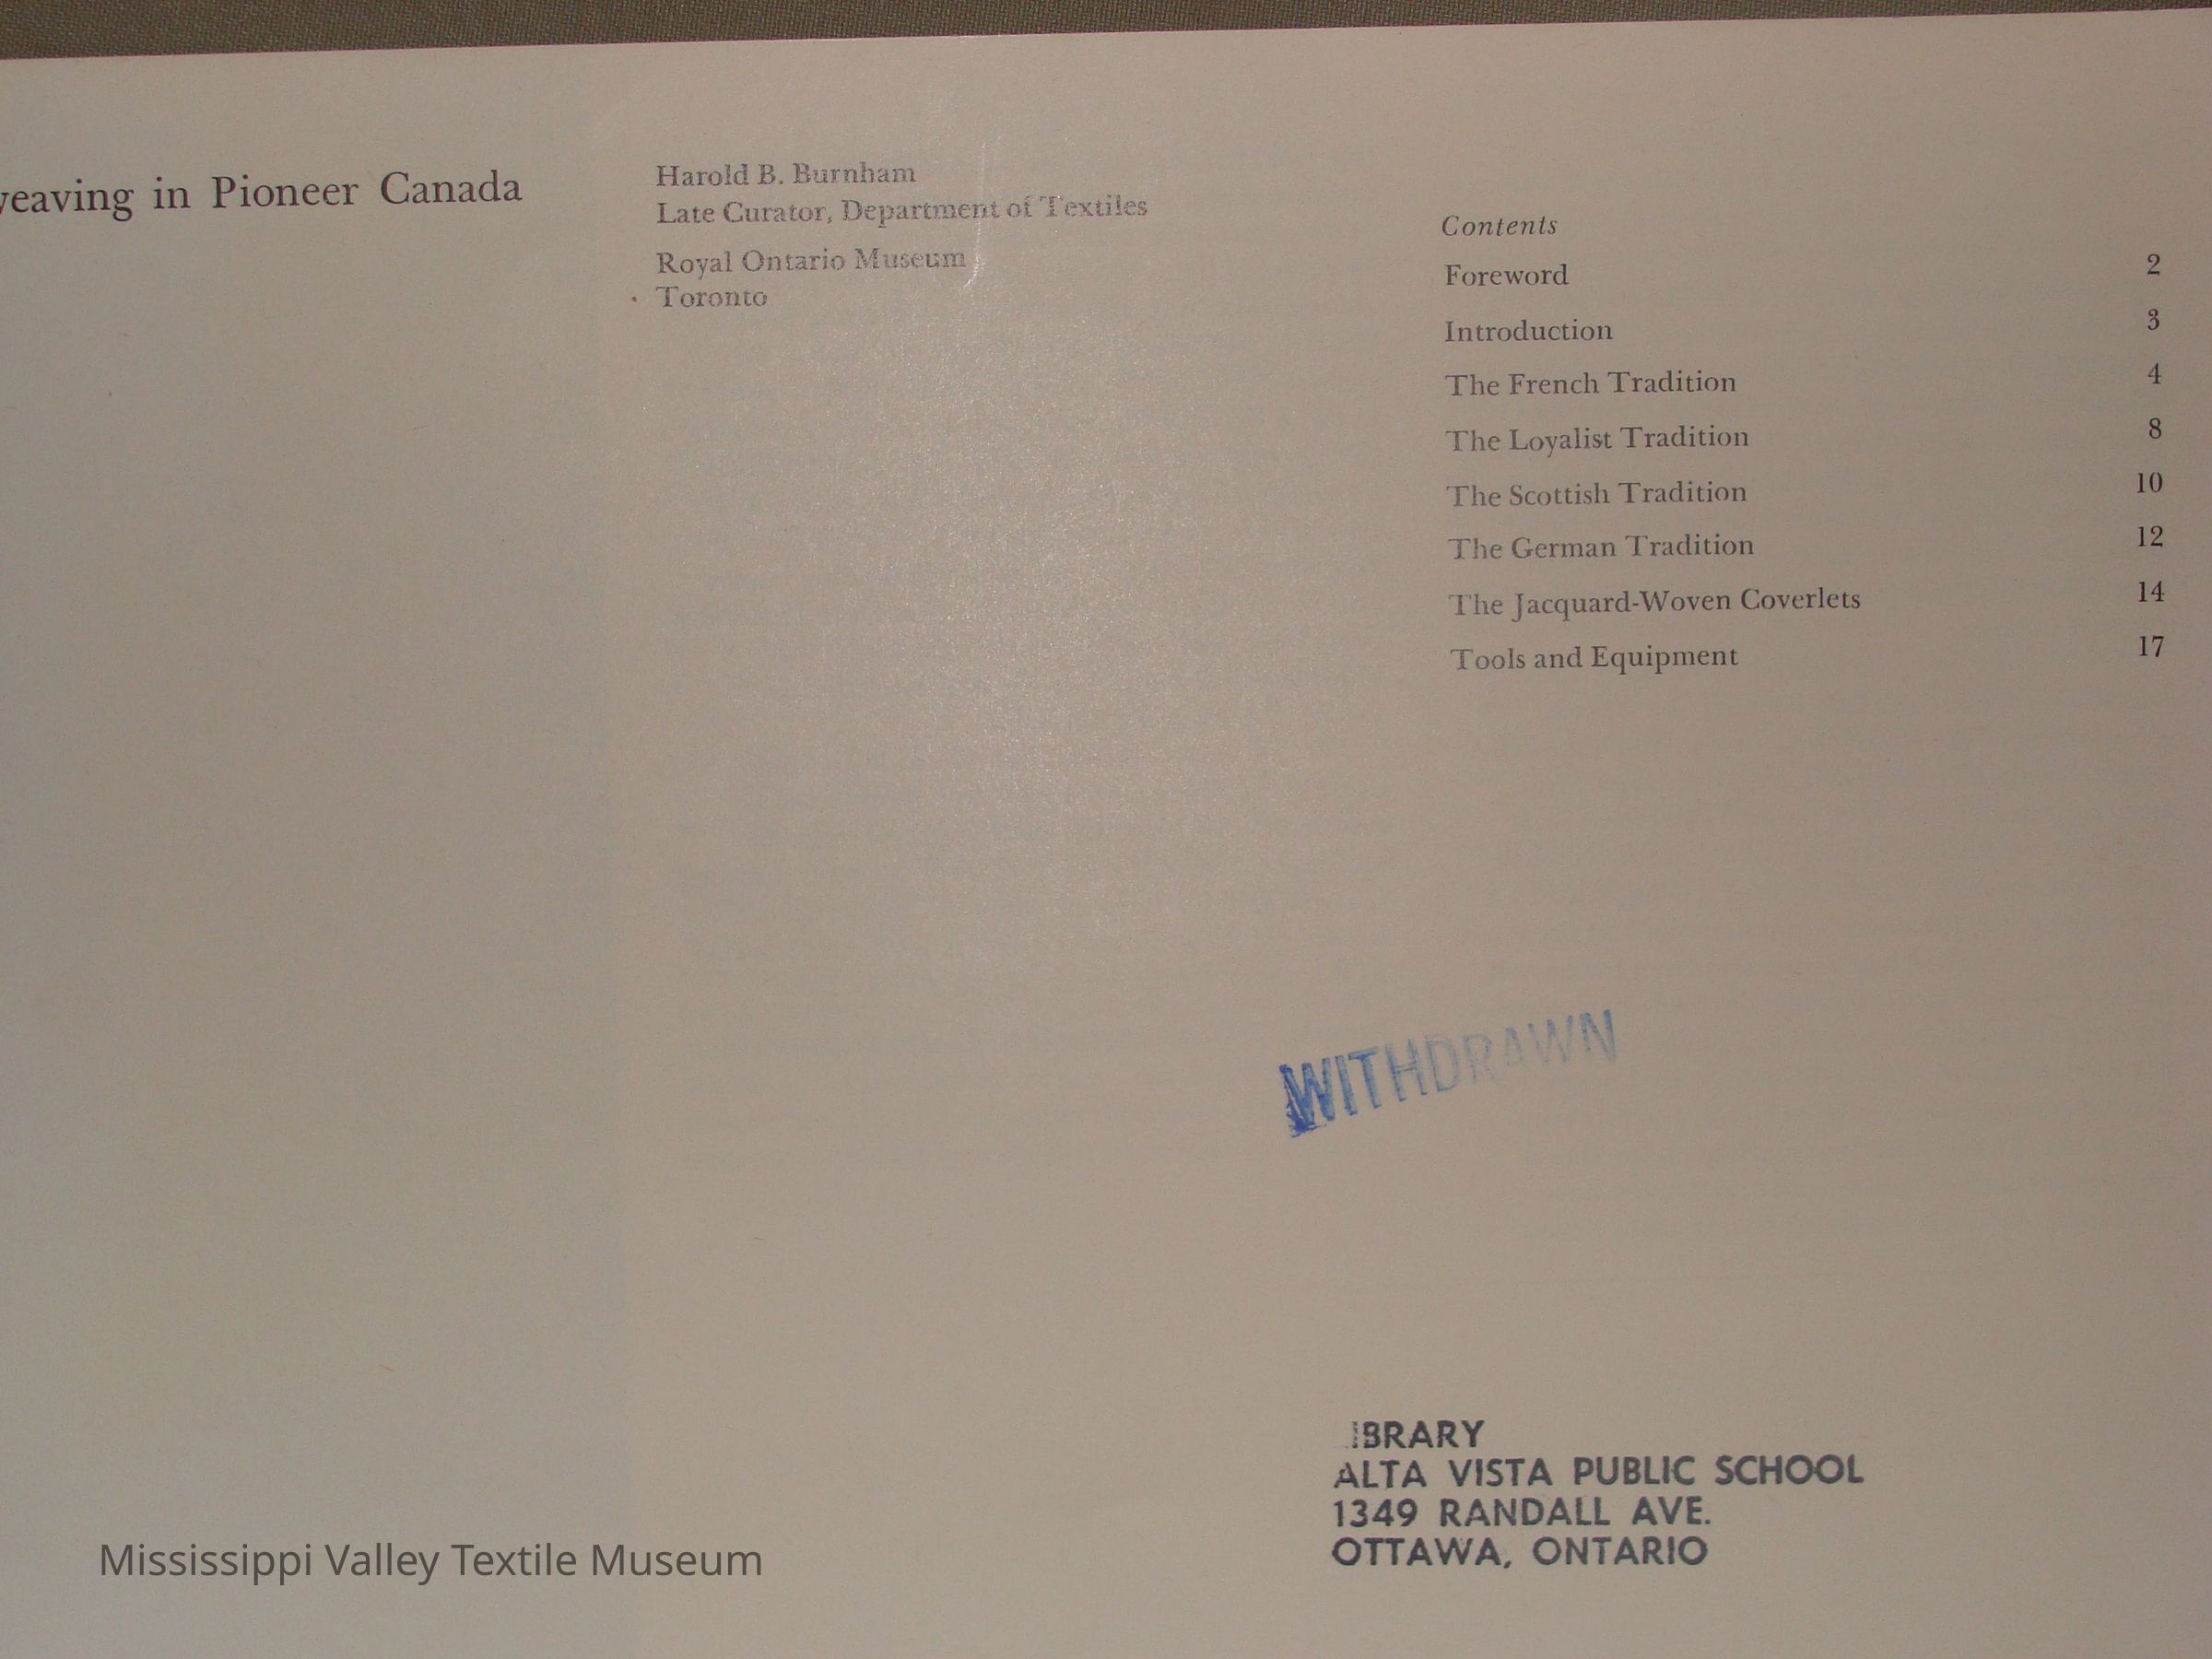 in Pioneer Canada
Harold B. Burnham
Late Curator, Department of Textiles
Royal Ontario Museum
Toronto
Contents
Foreword 2
Introduction 3
The French Tradition 4
The Loyalist Tradition 8
The Scottish Tradition 10
The German Tradition 12
The Jacquard-Woven Coverlets 14
Tools and Equipment 17
WITHDRAWN
IBRARY
ALTA VISTA PUBLIC SCHOOL
1349 RANDALL AVE.
OTTAWA, ONTARIO
Mississippi Valley Textile Museum